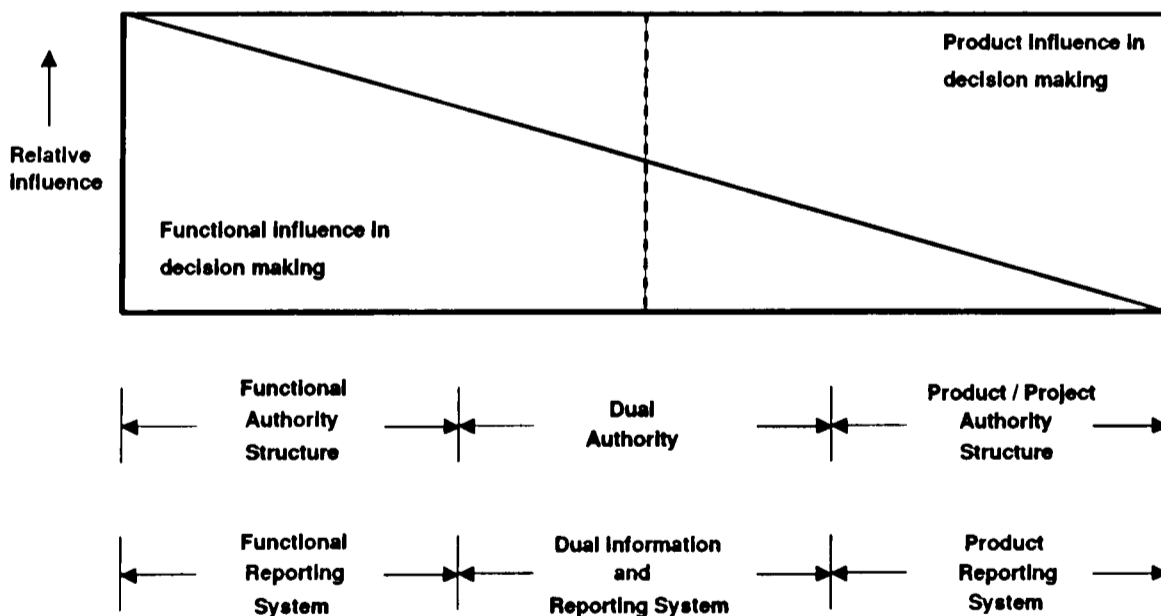 Product influence in
decision making
Relative
influence
Functional influence in
decision making
Functional
Authority
Structure
Dual
Authority
Product / Project
Authority
Structure
Functional
Reporting
System
Dual information
and
Reporting System
Product
Reporting
System